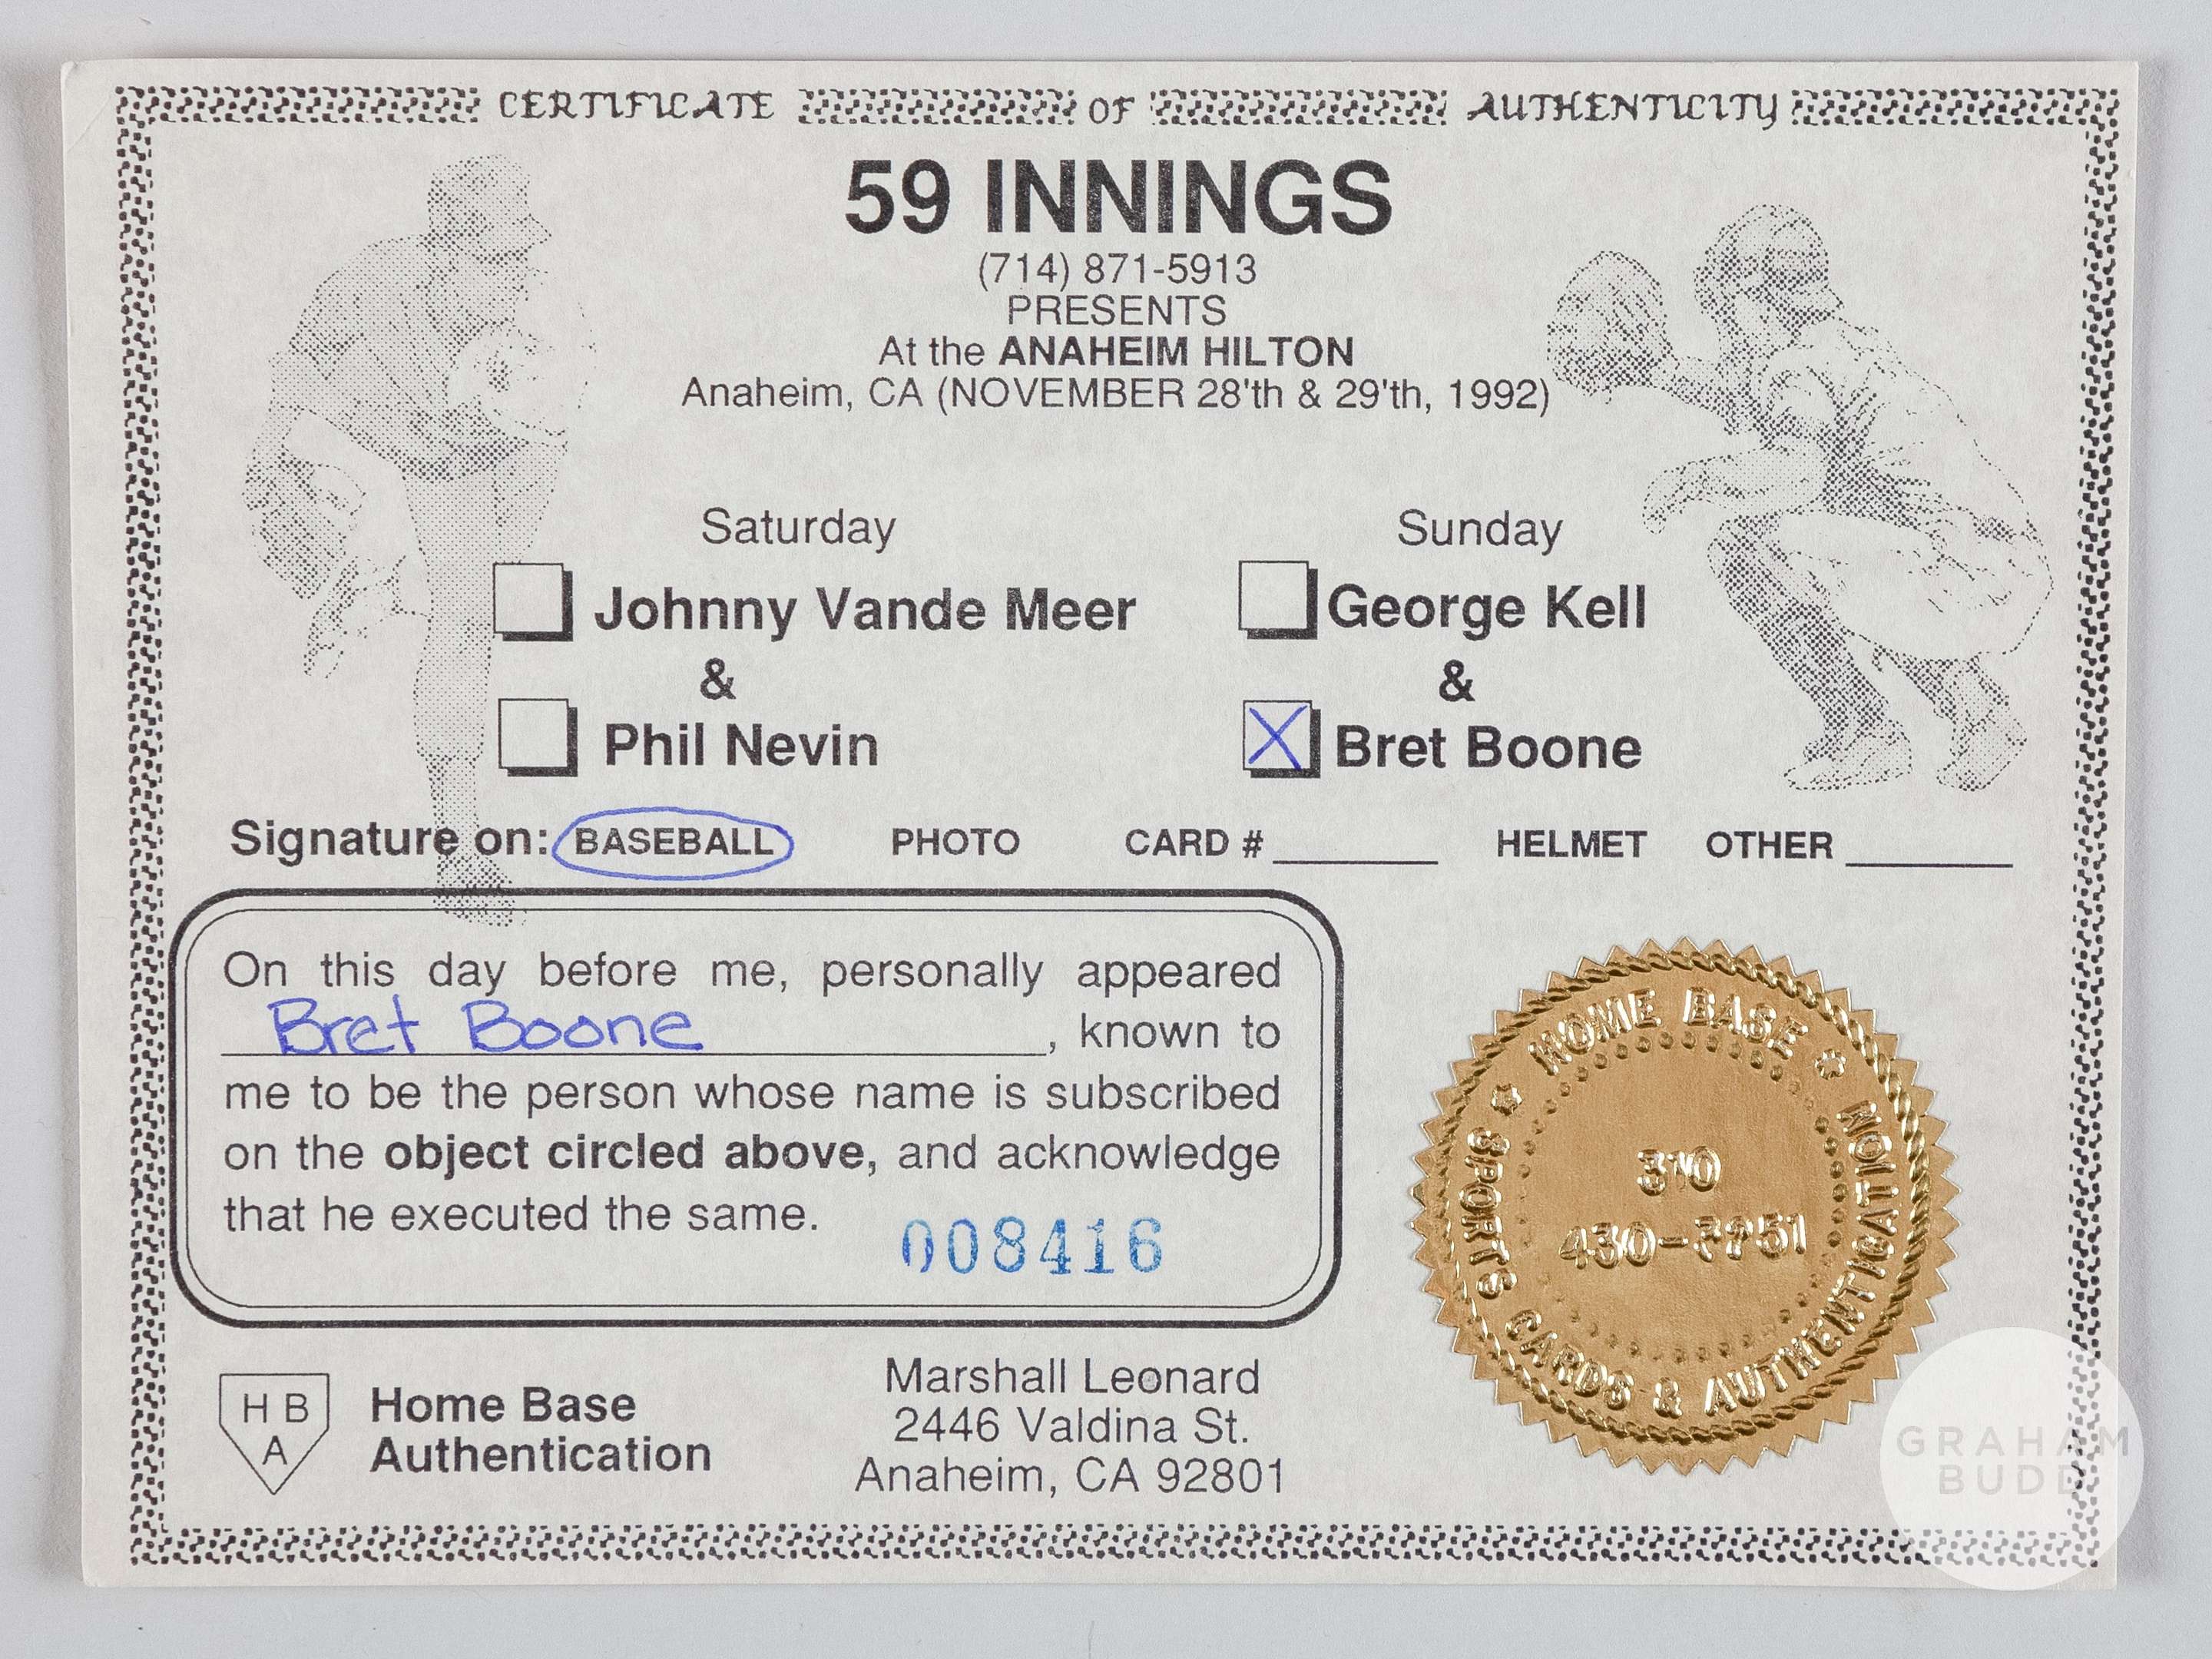 CERTIFICATE OF AUTHENTICITY
59 INNINGS
(714) 871-5913
PRESENTS
At the ANAHEIM HILTON
Anaheim, CA (NOVEMBER 28'th & 29'th, 1992)
Saturday
Johnny Vande Meer
&
Phil Nevin
Sunday
George Kell
&
X Bret Boone
Signature on: BASEBALL PHOTO CARD # HELMET OTHER
On this day before me, personally appeared
Bret Boone, known to
me to be the person whose name is subscribed
on the object circled above, and acknowledge
that he executed the same.
008416
HOME BASE
SPORTS CARDS & AUTHENTICATION
310
H B
A
Home Base
Authentication
Marshall Leonard
2446 Valdina St.
Anaheim, CA 92801
GRAHAM
BUDD